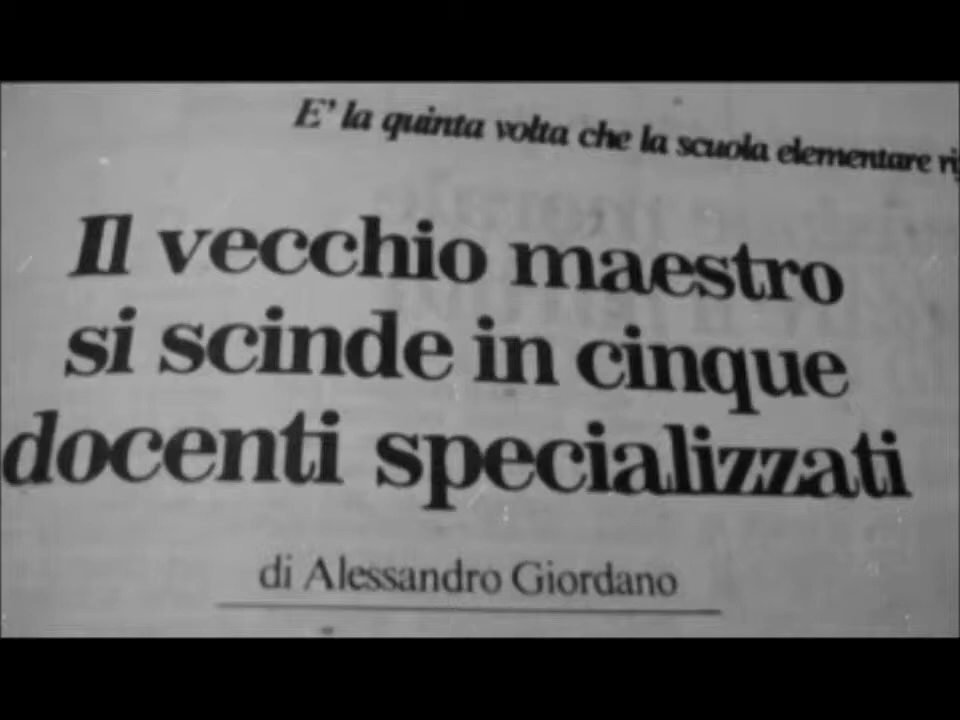 E' la quinta volta che la scuola elementare
Il vecchio maestro
si scinde in cinque
docenti specializzati
di Alessandro Giordano